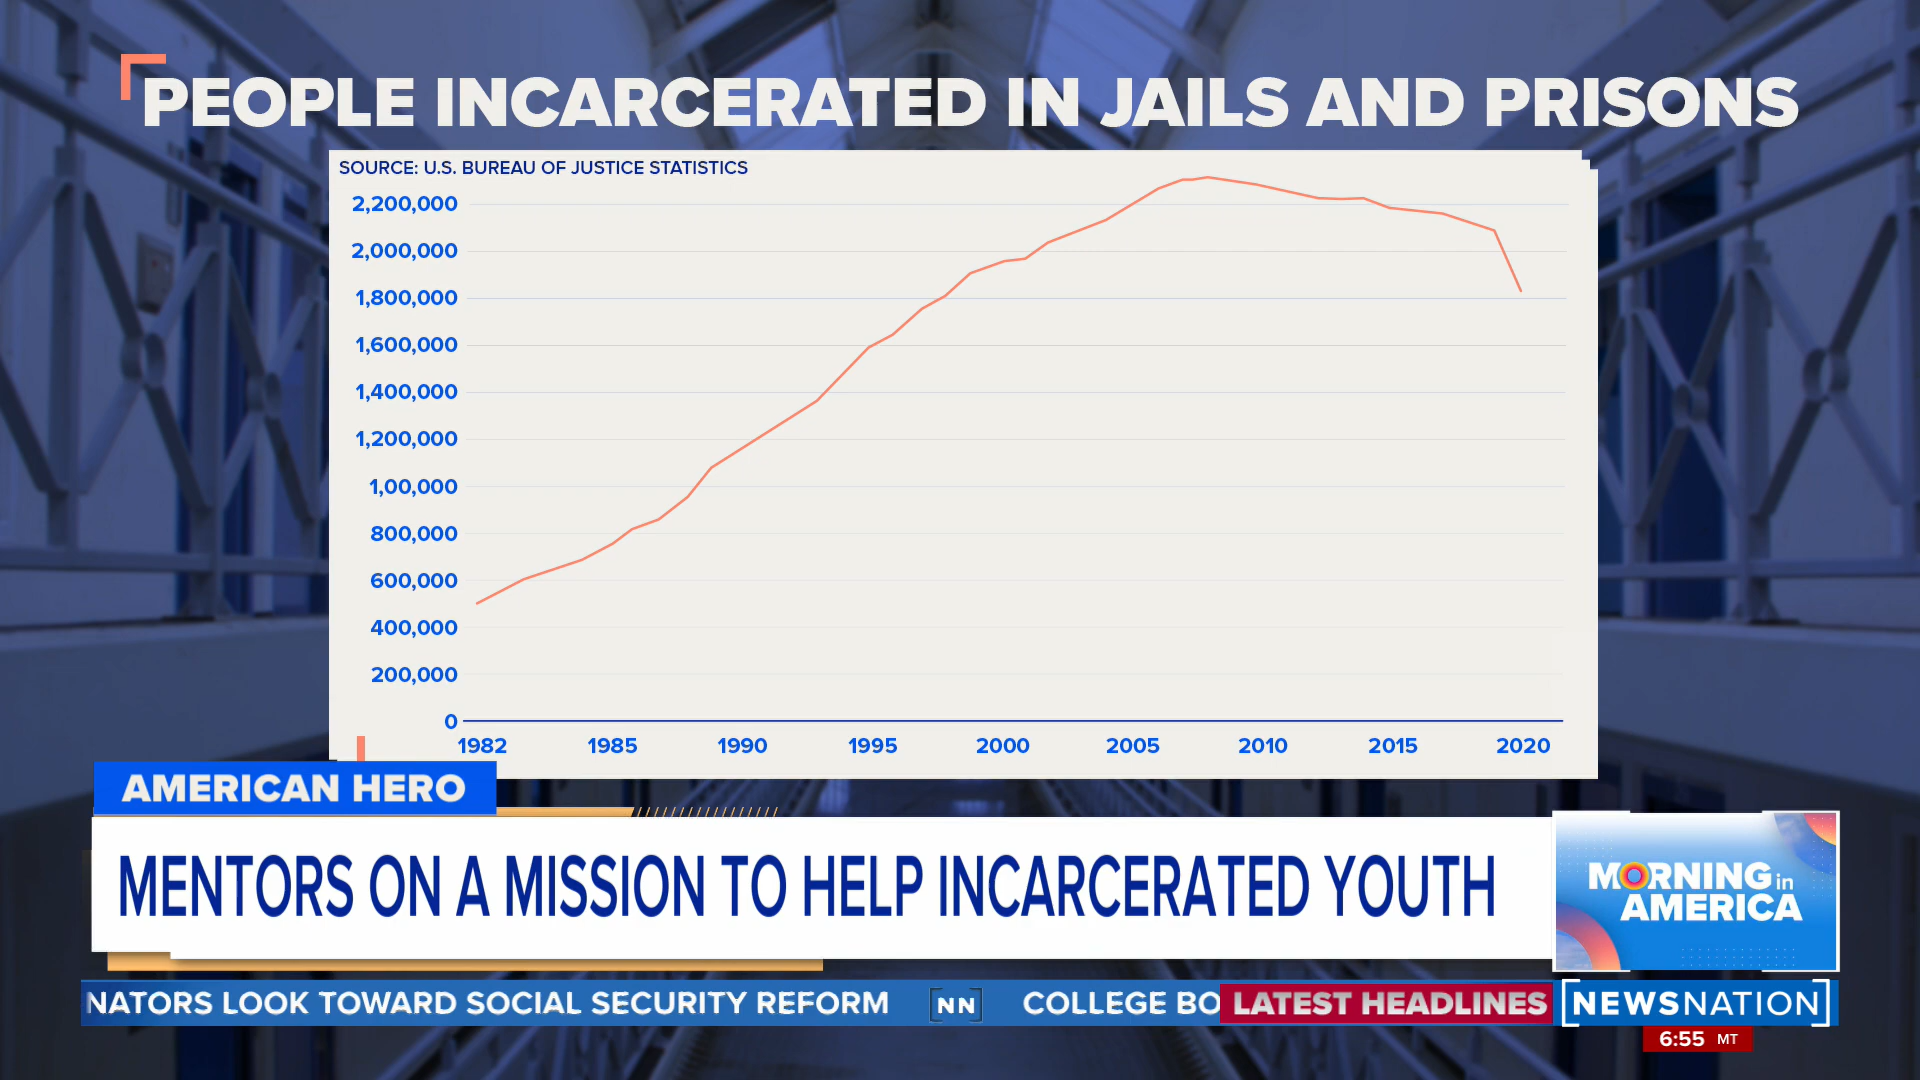 PEOPLE INCARCERATED IN JAILS AND PRISONS
SOURCE: U.S. BUREAU OF JUSTICE STATISTICS
2,200,000
2,000,000
1,800,000
1,600,000
1,400,000
1,200,000
1,00,000
800,000
600,000
400,000
200,000
0
1982 1985 1990 1995 2000 2005 2010 2015 2020
AMERICAN HERO
MENTORS ON A MISSION TO HELP INCARCERATED YOUTH
MORNING in
AMERICA
NATORS LOOK TOWARD SOCIAL SECURITY REFORM NN COLLEGE BO LATEST HEADLINES NEWSNATION
6:55 MT